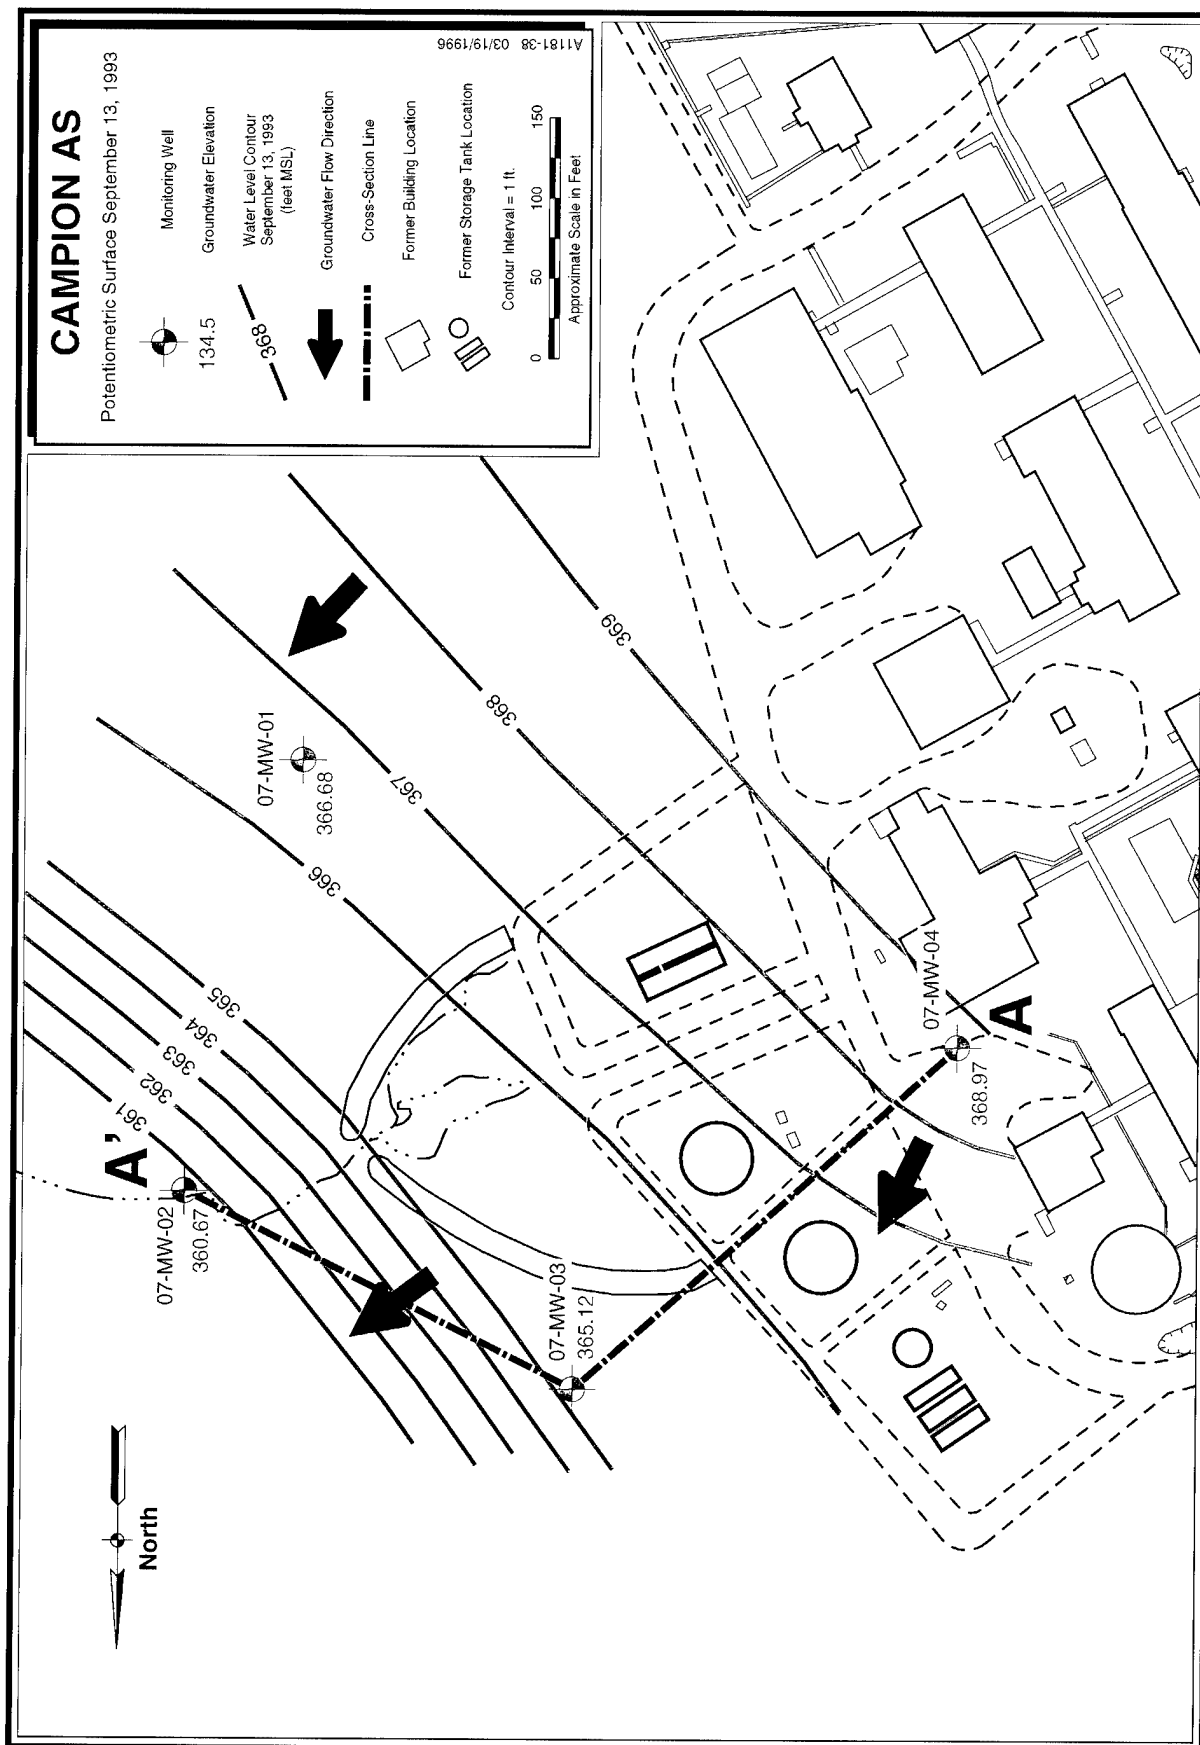 CAMPION AS
Potentiometric Surface September 13, 1993
Monitoring Well
134.5
Groundwater Elevation
368
Water Level Contour
September 13, 1993
(feet MSL)
Groundwater Flow Direction
Cross-Section Line
Former Building Location
Former Storage Tank Location
Contour Interval = 1 ft.
0 50 100 150
Approximate Scale in Feet
A1181-38 03/19/1996
North
A'
07-MW-02
360.67
361
362
363
364
365
366
367
368
369
07-MW-01
366.68
07-MW-03
365.12
07-MW-04
368.97
A